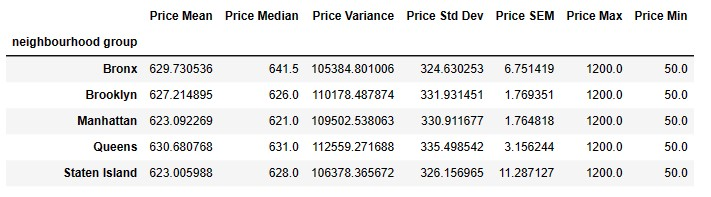 Price Mean Price Median Price Variance Price Std Dev Price SEM Price Max Price Min
neighbourhood group
Bronx 629.730536 641.5 105384.801006 324.630253 6.751419 1200.0 50.0
Brooklyn 627.214895 626.0 110178.487874 331.931451 1.769351 1200.0 50.0
Manhattan 623.092269 621.0 109502.538063 330.911677 1.764818 1200.0 50.0
Queens 630.680768 631.0 112559.271688 335.498542 3.156244 1200.0 50.0
Staten Island 623.005988 628.0 106378.365672 326.156965 11.287127 1200.0 50.0